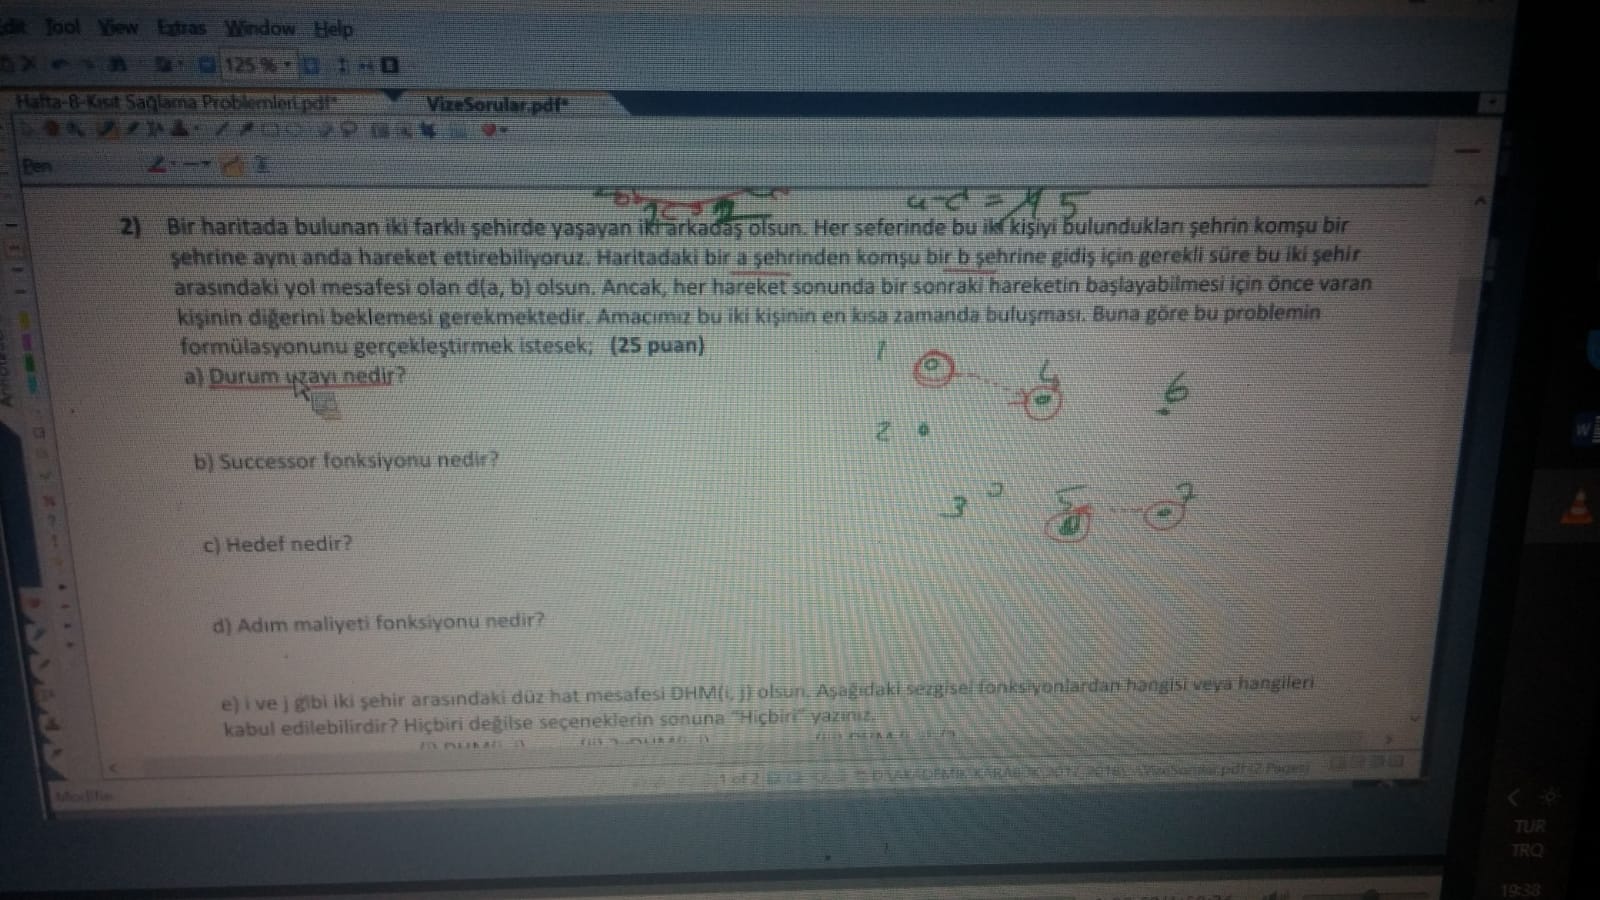 Edit Tool View Extras Window Help
125 %
Hafta-8-Kısıt Sağlama Problemleri.pdf* VizeSorular.pdf*
Pen
a-d = 15
2) Bir haritada bulunan iki farklı şehirde yaşayan iki arkadaş olsun. Her seferinde bu iki kişiyi bulundukları şehrin komşu bir
şehrine aynı anda hareket ettirebiliyoruz. Haritadaki bir a şehrinden komşu bir b şehrine gidiş için gerekli süre bu iki şehir
arasındaki yol mesafesi olan d(a, b) olsun. Ancak, her hareket sonunda bir sonraki hareketin başlayabilmesi için önce varan
kişinin diğerini beklemesi gerekmektedir. Amacımız bu iki kişinin en kısa zamanda buluşması. Buna göre bu problemin
formülasyonunu gerçekleştirmek istesek; (25 puan)
a) Durum uzayı nedir?
1 4 6
2
3 5 7
b) Successor fonksiyonu nedir?
c) Hedef nedir?
d) Adım maliyeti fonksiyonu nedir?
e) i ve j gibi iki şehir arasındaki düz hat mesafesi DHM(i, j) olsun. Aşağıdaki sezgisel fonksiyonlardan hangisi veya hangileri
kabul edilebilirdir? Hiçbiri değilse seçeneklerin sonuna "Hiçbiri" yazınız.
1 of 2
Modifie
TUR
TRQ
19:38